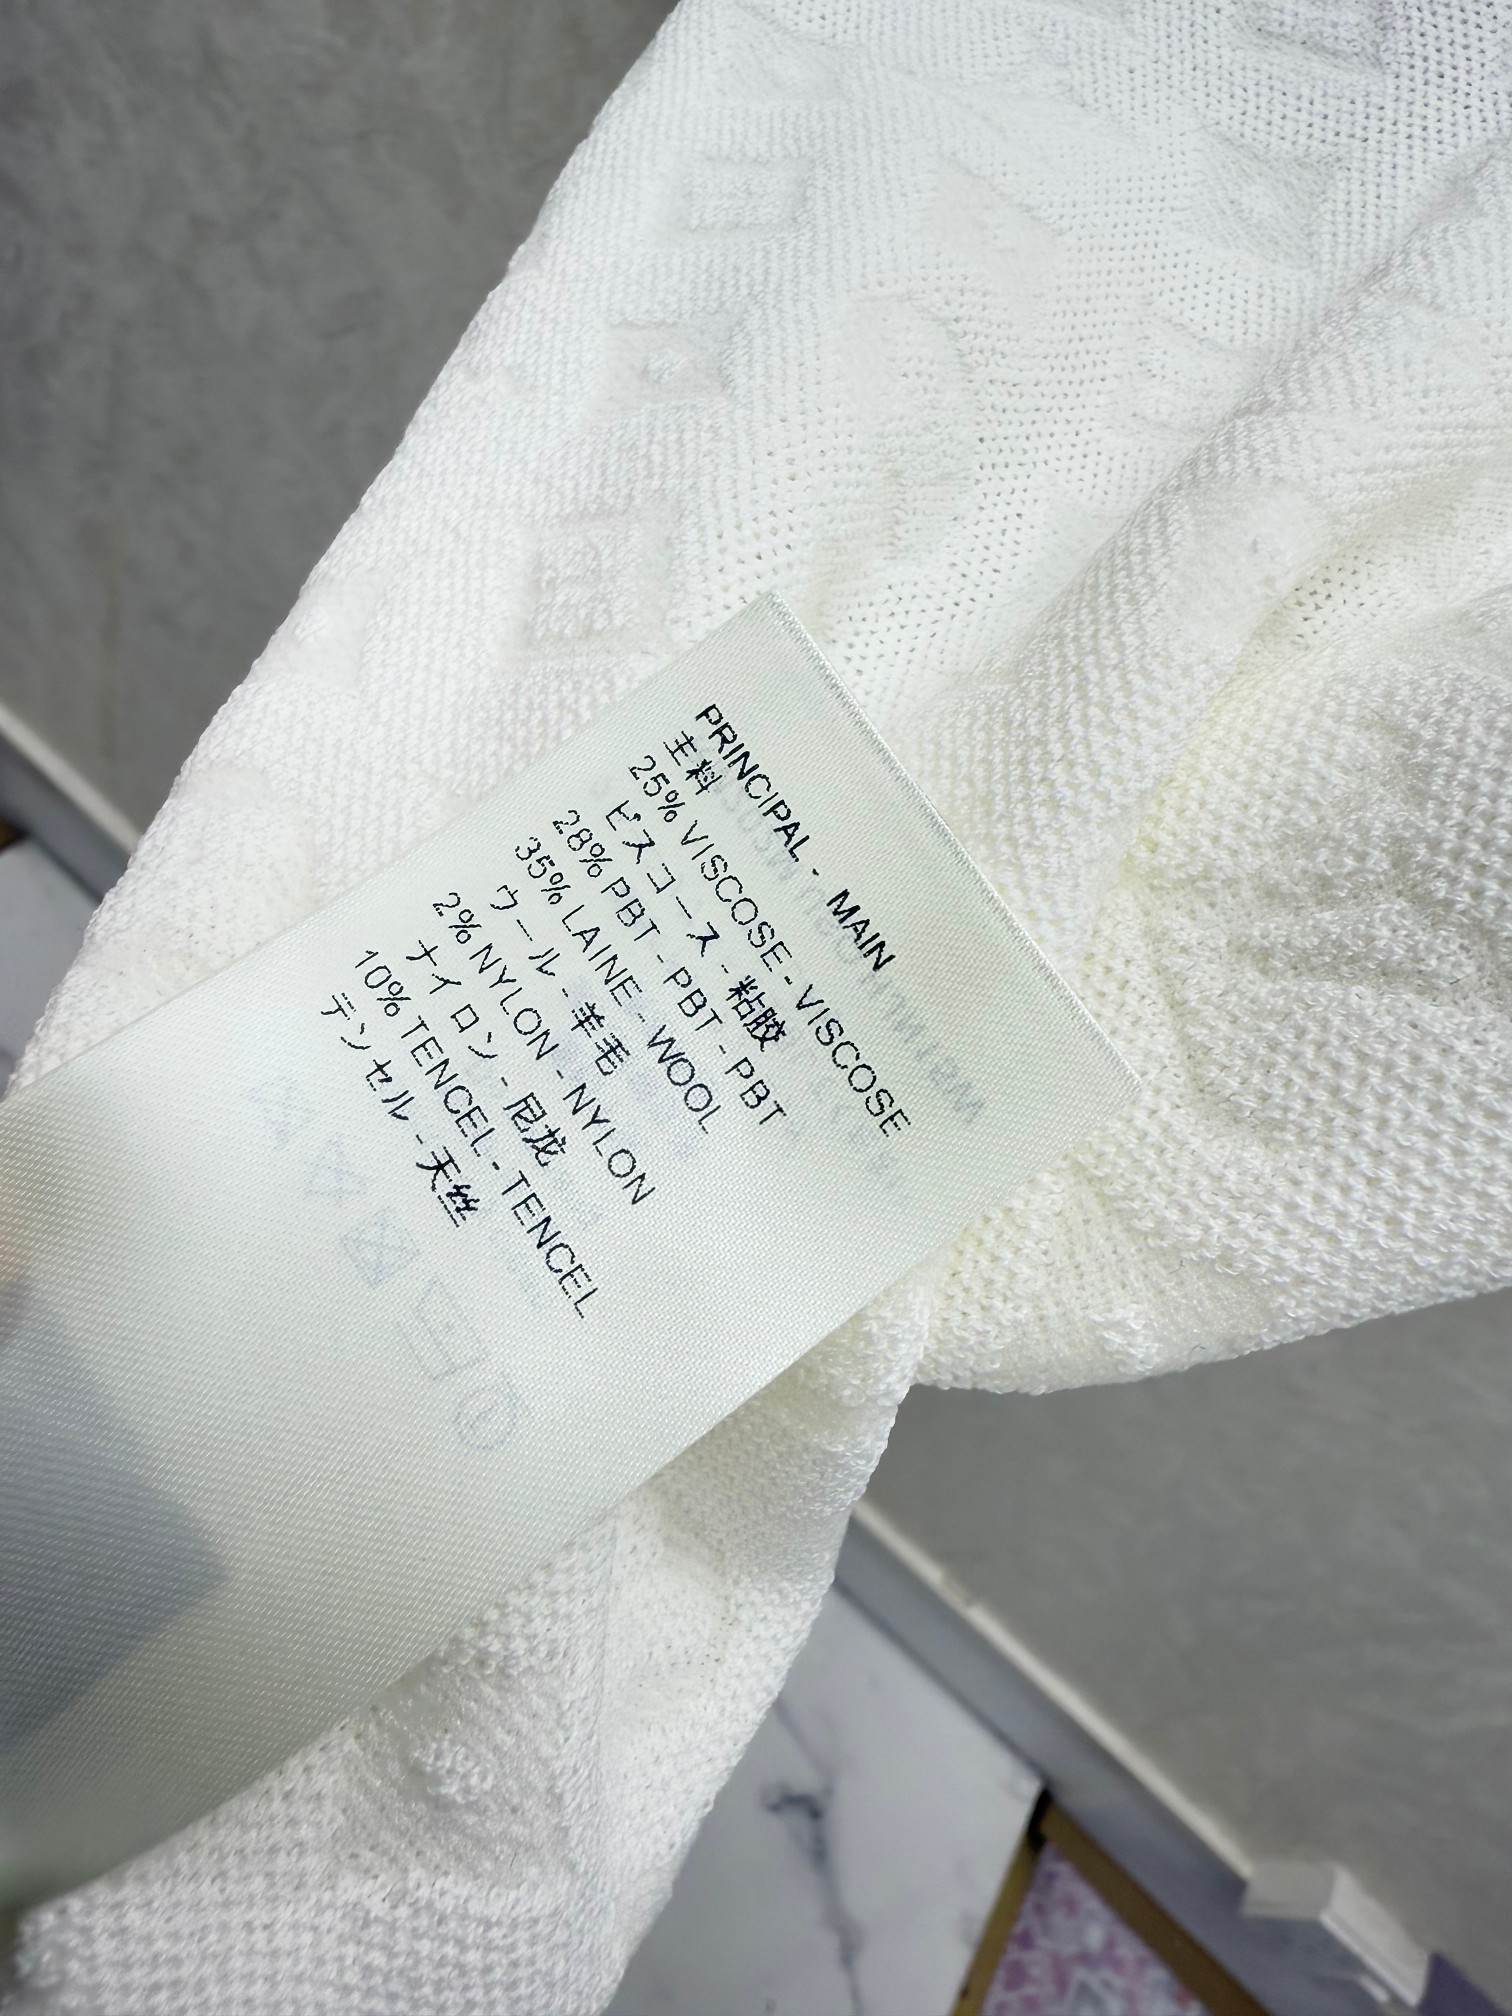 PRINCIPAL - MAIN
主料
25% VISCOSE - VISCOSE
ビスコース - 粘胶
28% PBT - PBT - PBT
35% LAINE - WOOL
ウール - 羊毛
2% NYLON - NYLON
ナイロン - 尼龙
10% TENCEL - TENCEL
テンセル - 天丝